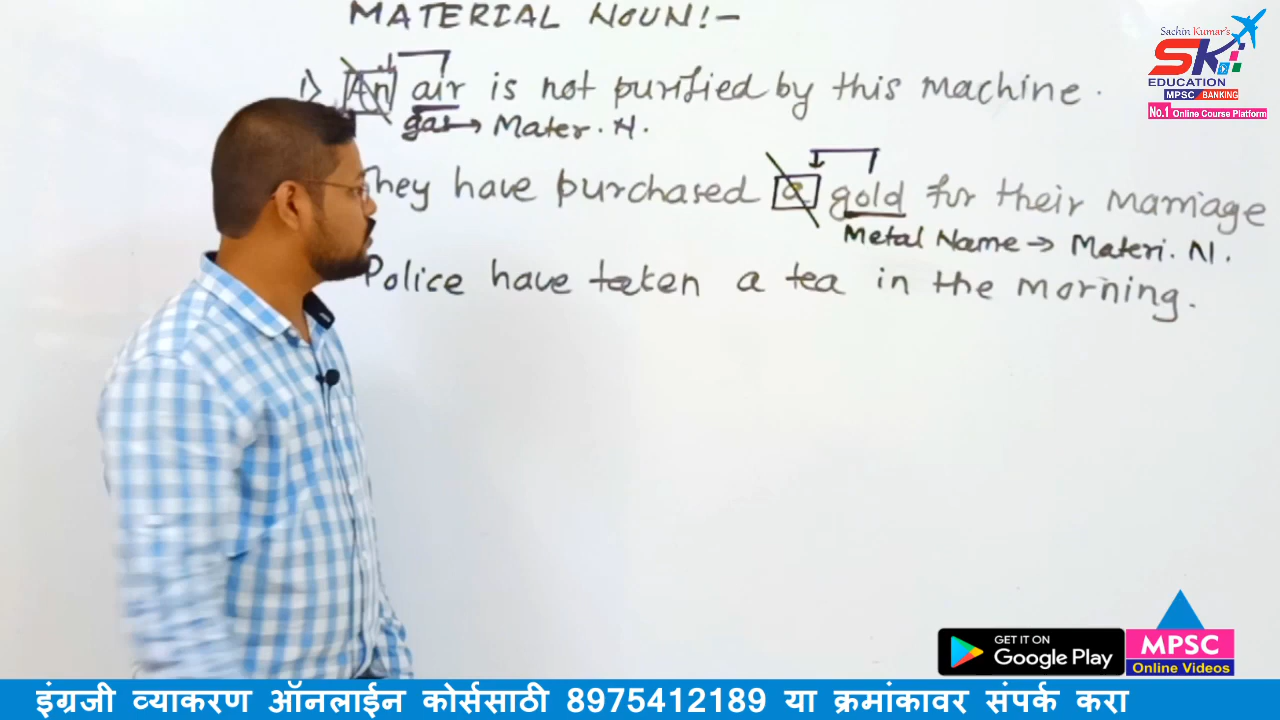 MATERIAL NOUN!-
1) An air is not purified by this machine.
gas → Mater. N.
They have purchased a gold for their marriage
Metal Name → Materi. N.
Police have taken a tea in the morning.
Sachin Kumar's
SK
EDUCATION
MPSC BANKING
No.1 Online Course Platform
GET IT ON
Google Play
MPSC
Online Videos
इंग्रजी व्याकरण ऑनलाईन कोर्ससाठी 8975412189 या क्रमांकावर संपर्क करा